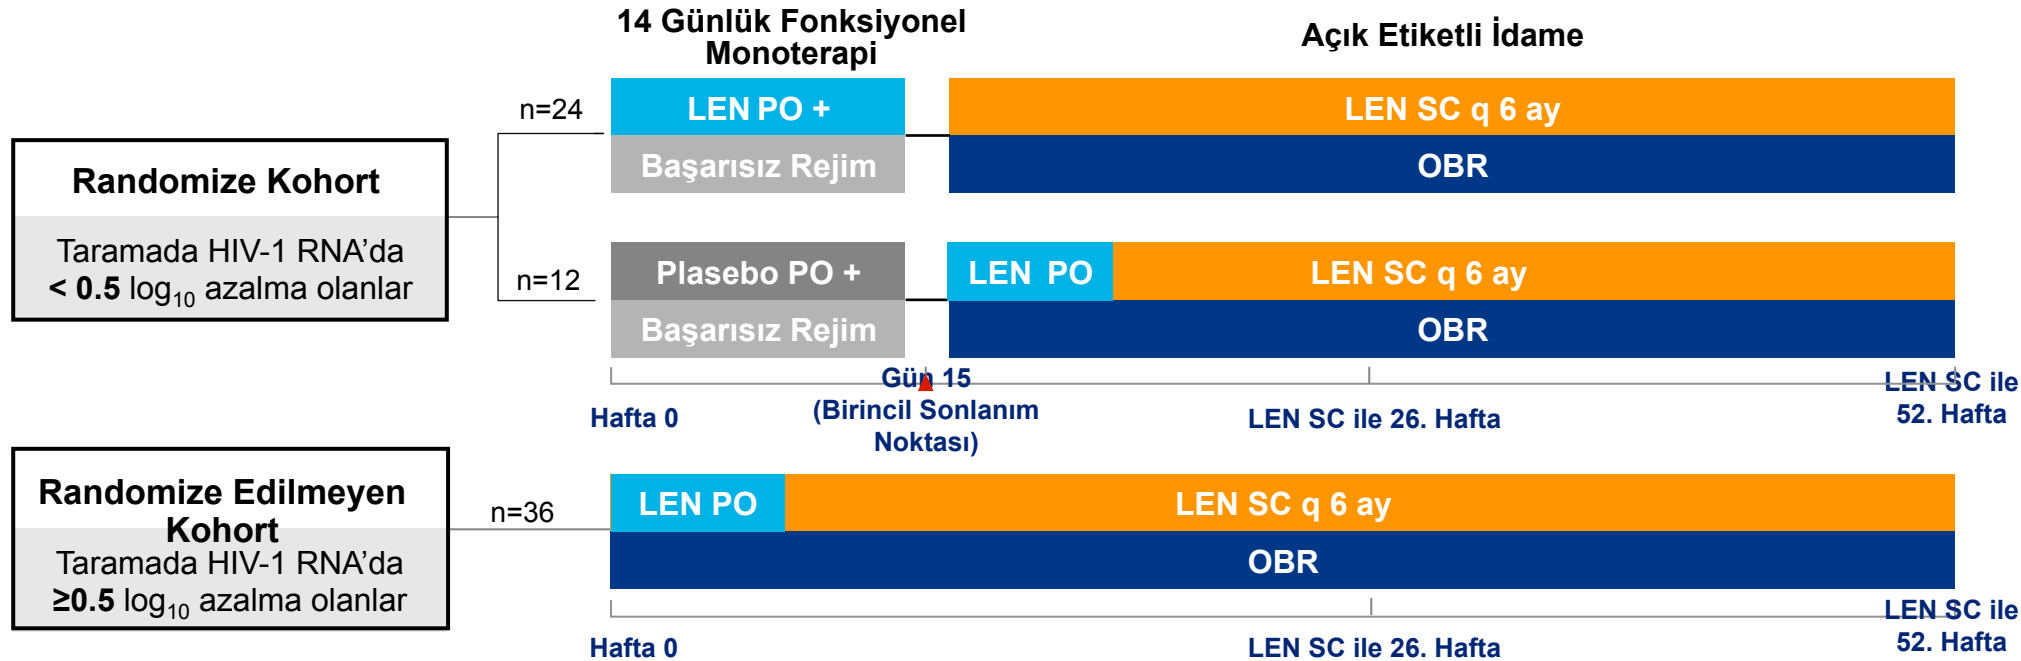 14 Günlük Fonksiyonel
Monoterapi
Açık Etiketli İdame
Randomize Kohort
Taramada HIV-1 RNA’da
< 0.5 log₁₀ azalma olanlar
n=24
LEN PO +
Başarısız Rejim
LEN SC q 6 ay
OBR
n=12
Plasebo PO +
Başarısız Rejim
LEN PO
LEN SC q 6 ay
OBR
Hafta 0
Gün 15
(Birincil Sonlanım
Noktası)
LEN SC ile 26. Hafta
LEN SC ile
52. Hafta
Randomize Edilmeyen
Kohort
Taramada HIV-1 RNA’da
≥0.5 log₁₀ azalma olanlar
n=36
LEN PO
LEN SC q 6 ay
OBR
Hafta 0
LEN SC ile 26. Hafta
LEN SC ile
52. Hafta